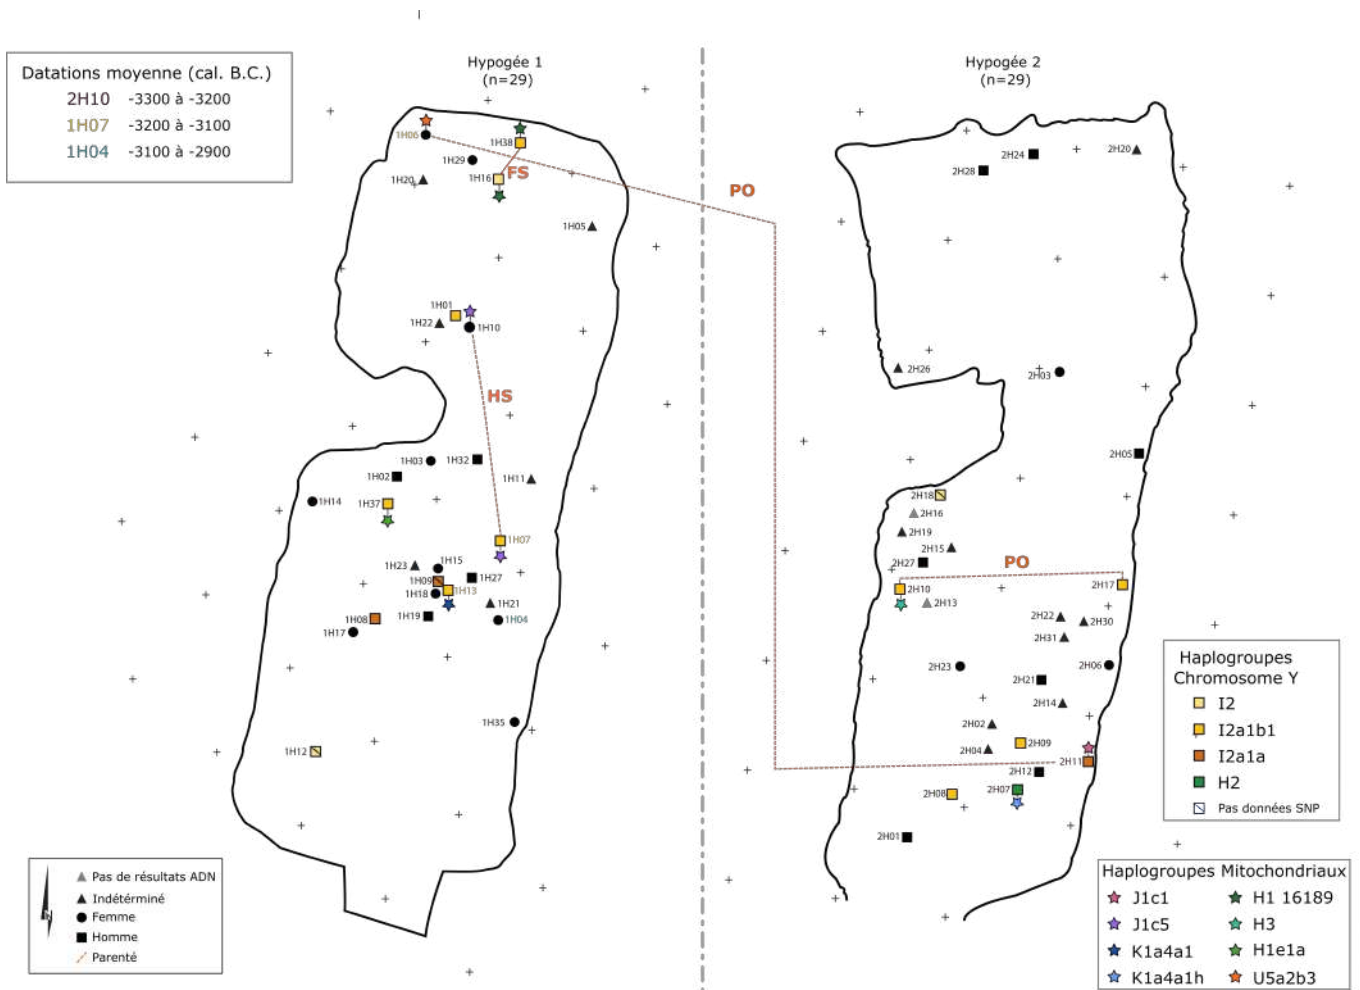 Datations moyenne (cal. B.C.)
2H10 -3300 à -3200
1H07 -3200 à -3100
1H04 -3100 à -2900
Hypogée 1
(n=29)
Hypogée 2
(n=29)
1H06
1H38
1H29
FS
1H16
1H20
1H05
PO
1H01
1H22
1H10
HS
1H03
1H32
1H02
1H11
1H14
1H37
1H07
1H15
1H23
1H09
1H27
1H13
1H18
1H21
1H08
1H19
1H04
1H17
1H35
1H12
2H24
2H20
2H28
2H26
2H03
2H05
2H18
2H16
2H19
2H15
2H27
PO
2H10
2H17
2H13
2H22
2H30
2H31
2H23
2H06
2H21
2H14
2H02
2H09
2H04
2H11
2H12
2H07
2H08
2H01
Haplogroupes
Chromosome Y
I2
I2a1b1
I2a1a
H2
Pas données SNP
Pas de résultats ADN
Indétérminé
Femme
Homme
Parenté
Haplogroupes Mitochondriaux
J1c1 H1 16189
J1c5 H3
K1a4a1 H1e1a
K1a4a1h U5a2b3